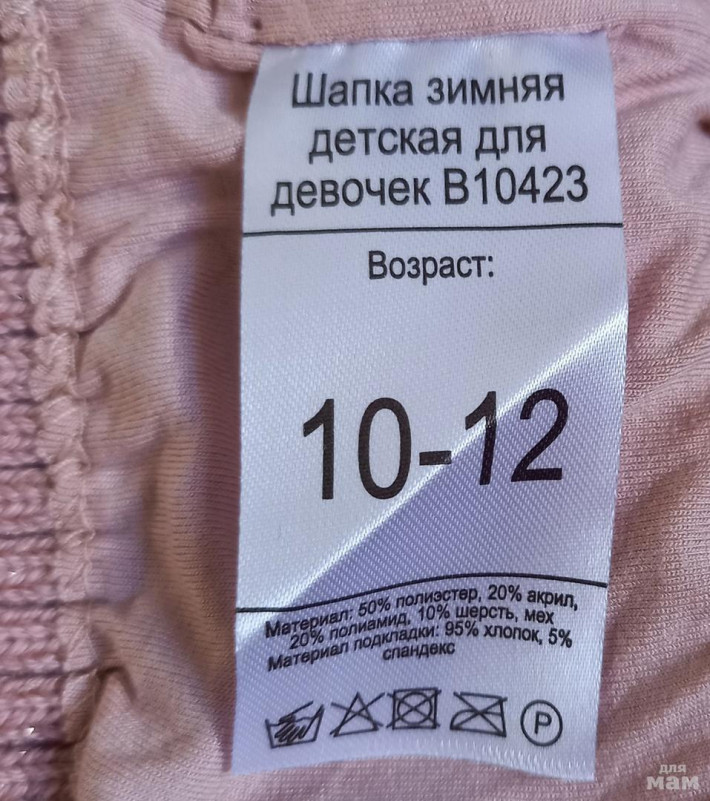 Шапка зимняя
детская для
девочек В10423
Возраст:
10-12
Материал: 50% полиэстер, 20% акрил,
20% полиамид, 10% шерсть, мех
Материал подкладки: 95% хлопок, 5%
спандекс
P
для
мам